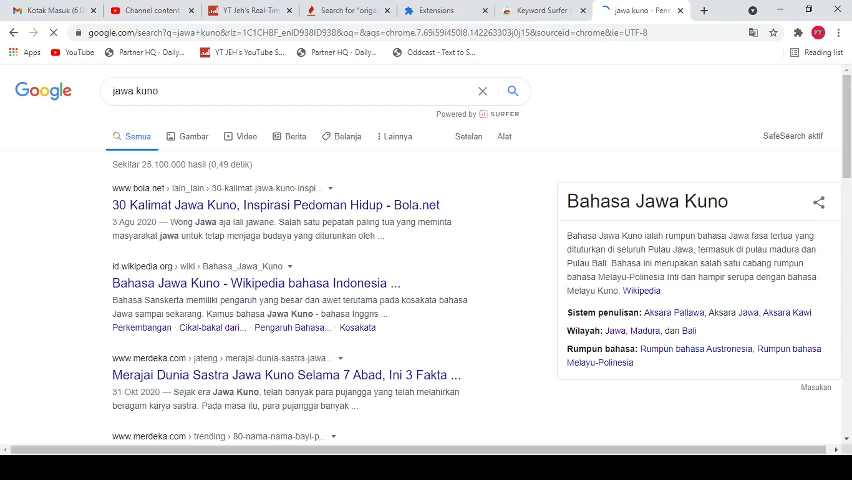 Kotak Masuk (6.0
Channel content
YT Jeh's Real-Tim
Search for "origa
Extensions
Keyword Surfer -
jawa kuno - Pene
google.com/search?q=jawa+kuno&rlz=1C1CHBF_enID938ID938&oq=&aqs=chrome.7.69i59i450l8.142263303j0j15&sourceid=chrome&ie=UTF-8
YT
Apps
YouTube
Partner HQ - Daily...
YT JEH's YouTube S...
Partner HQ - Daily...
Oddcast - Text to S...
Reading list
Google
jawa kuno
Powered by SURFER
Semua
Gambar
Video
Berita
Belanja
Lainnya
Setelan
Alat
SafeSearch aktif
Sekitar 25.100.000 hasil (0,49 detik)
www.bola.net › lain_lain › 30-kalimat-jawa-kuno-inspi...
30 Kalimat Jawa Kuno, Inspirasi Pedoman Hidup - Bola.net
3 Agu 2020 — Wong Jawa aja lali jawane. Salah satu pepatah paling tua yang meminta
masyarakat jawa untuk tetap menjaga budaya yang diturunkan oleh ...
id.wikipedia.org › wiki › Bahasa_Jawa_Kuno
Bahasa Jawa Kuno - Wikipedia bahasa Indonesia ...
Bahasa Sanskerta memiliki pengaruh yang besar dan awet terutama pada kosakata bahasa
Jawa sampai sekarang. Kamus Jawa Kuno - bahasa Inggris ...
Perkembangan · Cikal-bakal dari... · Pengaruh Bahasa... · Kosakata
www.merdeka.com › jateng › merajai-dunia-sastra-jawa...
Merajai Dunia Sastra Jawa Kuno Selama 7 Abad, Ini 3 Fakta ...
31 Okt 2020 — Sejak era Jawa Kuno, telah banyak para pujangga yang telah melahirkan
beragam karya sastra. Pada masa itu, para pujangga banyak ...
www.merdeka.com › trending › 80-nama-nama-bayi-p...
Bahasa Jawa Kuno
Bahasa Jawa Kuno ialah rumpun bahasa Jawa fasa tertua yang
dituturkan di seluruh Pulau Jawa, termasuk di pulau madura dan
Pulau Bali. Bahasa ini merupakan salah satu cabang rumpun
bahasa Melayu-Polinesia Inti dan hampir serupa dengan bahasa
Melayu Kuno. Wikipedia
Sistem penulisan: Aksara Pallawa, Aksara Jawa, Aksara Kawi
Wilayah: Jawa, Madura, dan Bali
Rumpun bahasa: Rumpun bahasa Austronesia, Rumpun bahasa
Melayu-Polinesia
Masukan